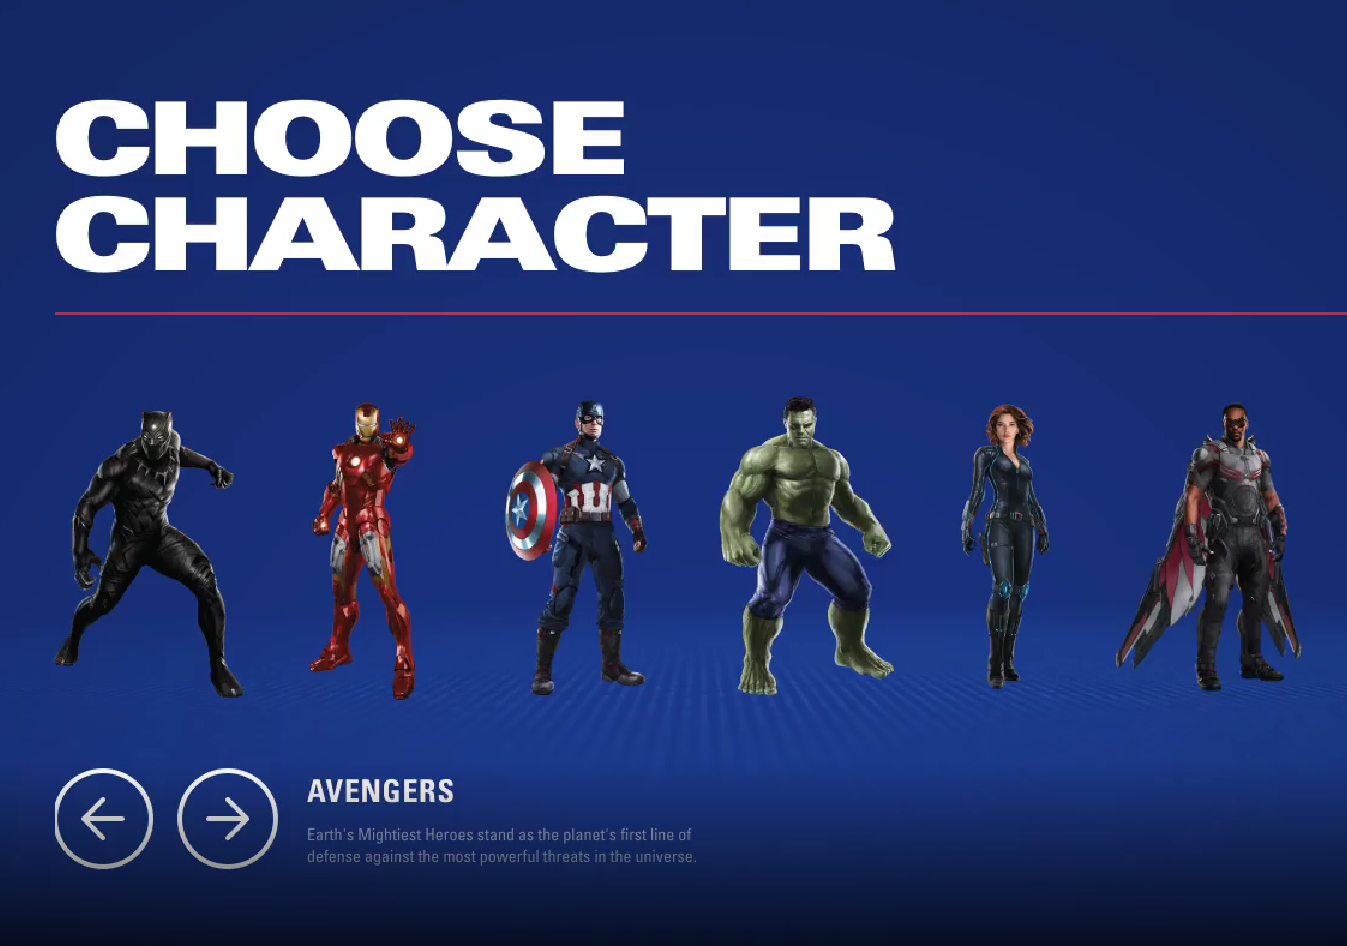 CHOOSE
CHARACTER
AVENGERS
Earth's Mightiest Heroes stand as the planet's first line of
defense against the most powerful threats in the universe.